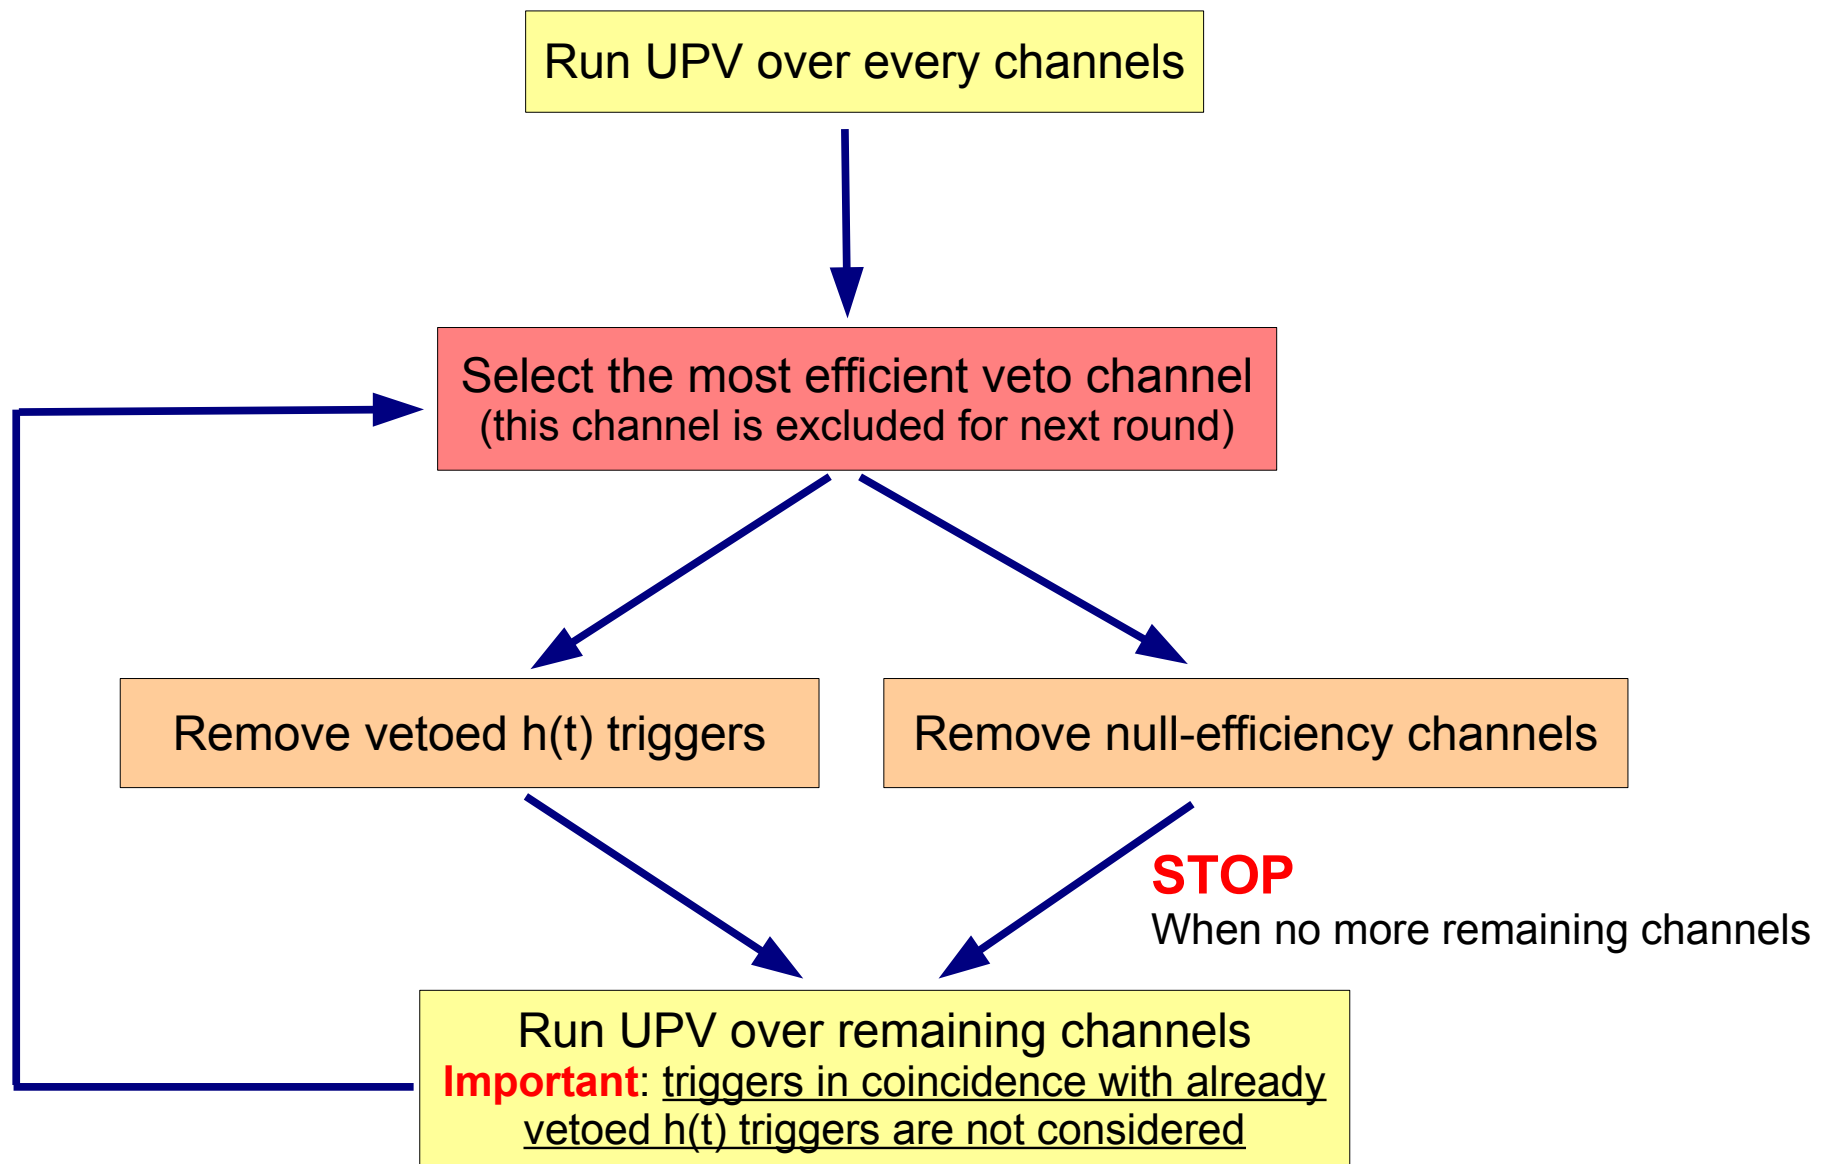 Run UPV over every channels
Select the most efficient veto channel
(this channel is excluded for next round)
Remove vetoed h(t) triggers
Remove null-efficiency channels
STOP
When no more remaining channels
Run UPV over remaining channels
Important: triggers in coincidence with already
vetoed h(t) triggers are not considered